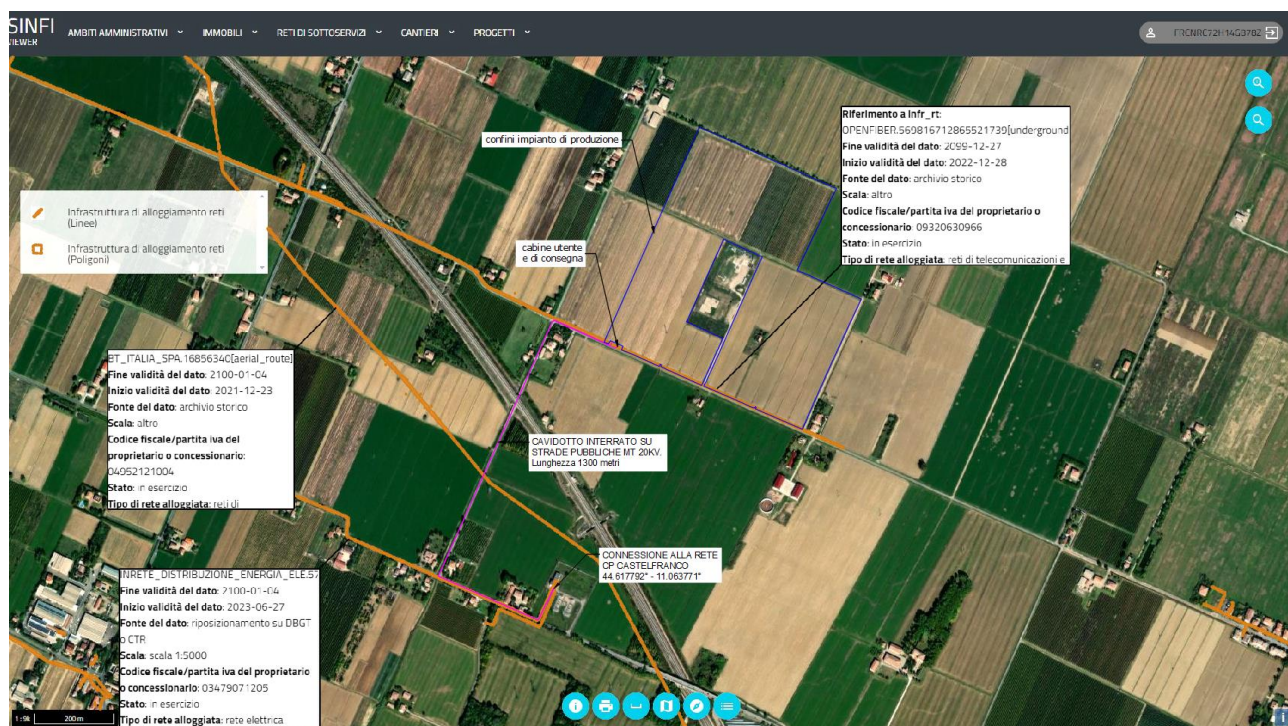 SINFI
VIEWER
AMBITI AMMINISTRATIVI
IMMOBILI
RETI DI SOTTOSERVIZI
CANTIERI
PROGETTI
FRCNRC72H14G878Z
confini impianto di produzione
Riferimento a Infr_rt:
OPENFIBER.569816712865521739[underground
Fine validità del dato: 2099-12-27
Inizio validità del dato: 2022-12-28
Fonte del dato: archivio storico
Scala: altro
Codice fiscale/partita iva del proprietario o
concessionario: 09320630966
Stato: in esercizio
Tipo di rete alloggiata: reti di telecomunicazioni e
Infrastruttura di alloggiamento reti
(Linee)
Infrastruttura di alloggiamento reti
(Poligoni)
cabine utente
e di consegna
BT_ITALIA_SPA.1685634C[aerial_route]
Fine validità del dato: 2100-01-04
Inizio validità del dato: 2021-12-23
Fonte del dato: archivio storico
Scala: altro
Codice fiscale/partita iva del
proprietario o concessionario:
04952121004
Stato: in esercizio
Tipo di rete alloggiata: reti di
CAVIDOTTO INTERRATO SU
STRADE PUBBLICHE MT 20KV.
Lunghezza 1300 metri
CONNESSIONE ALLA RETE
CP CASTELFRANCO
44.617792° - 11.063771°
INRETE_DISTRIBUZIONE_ENERGIA_ELE.57
Fine validità del dato: 2100-01-04
Inizio validità del dato: 2023-06-27
Fonte del dato: riposizionamento su DBGT
o CTR
Scala: scala 1:5000
Codice fiscale/partita iva del proprietario
o concessionario: 03479071205
Stato: in esercizio
Tipo di rete alloggiata: rete elettrica
1:9k 200 m